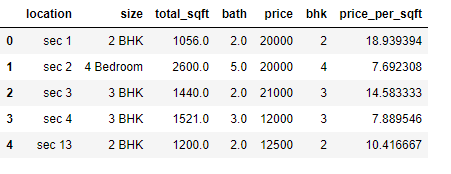 location size total_sqft bath price bhk price_per_sqft
0 sec 1 2 BHK 1056.0 2.0 20000 2 18.939394
1 sec 2 4 Bedroom 2600.0 5.0 20000 4 7.692308
2 sec 3 3 BHK 1440.0 2.0 21000 3 14.583333
3 sec 4 3 BHK 1521.0 3.0 12000 3 7.889546
4 sec 13 2 BHK 1200.0 2.0 12500 2 10.416667